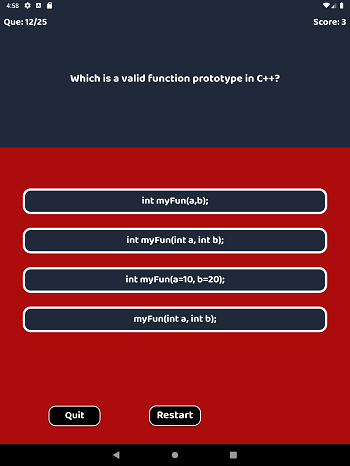 4:58
Que: 12/25 Score: 3
Which is a valid function prototype in C++?
int myFun(a,b);
int myFun(int a, int b);
int myFun(a=10, b=20);
myFun(int a, int b);
Quit Restart